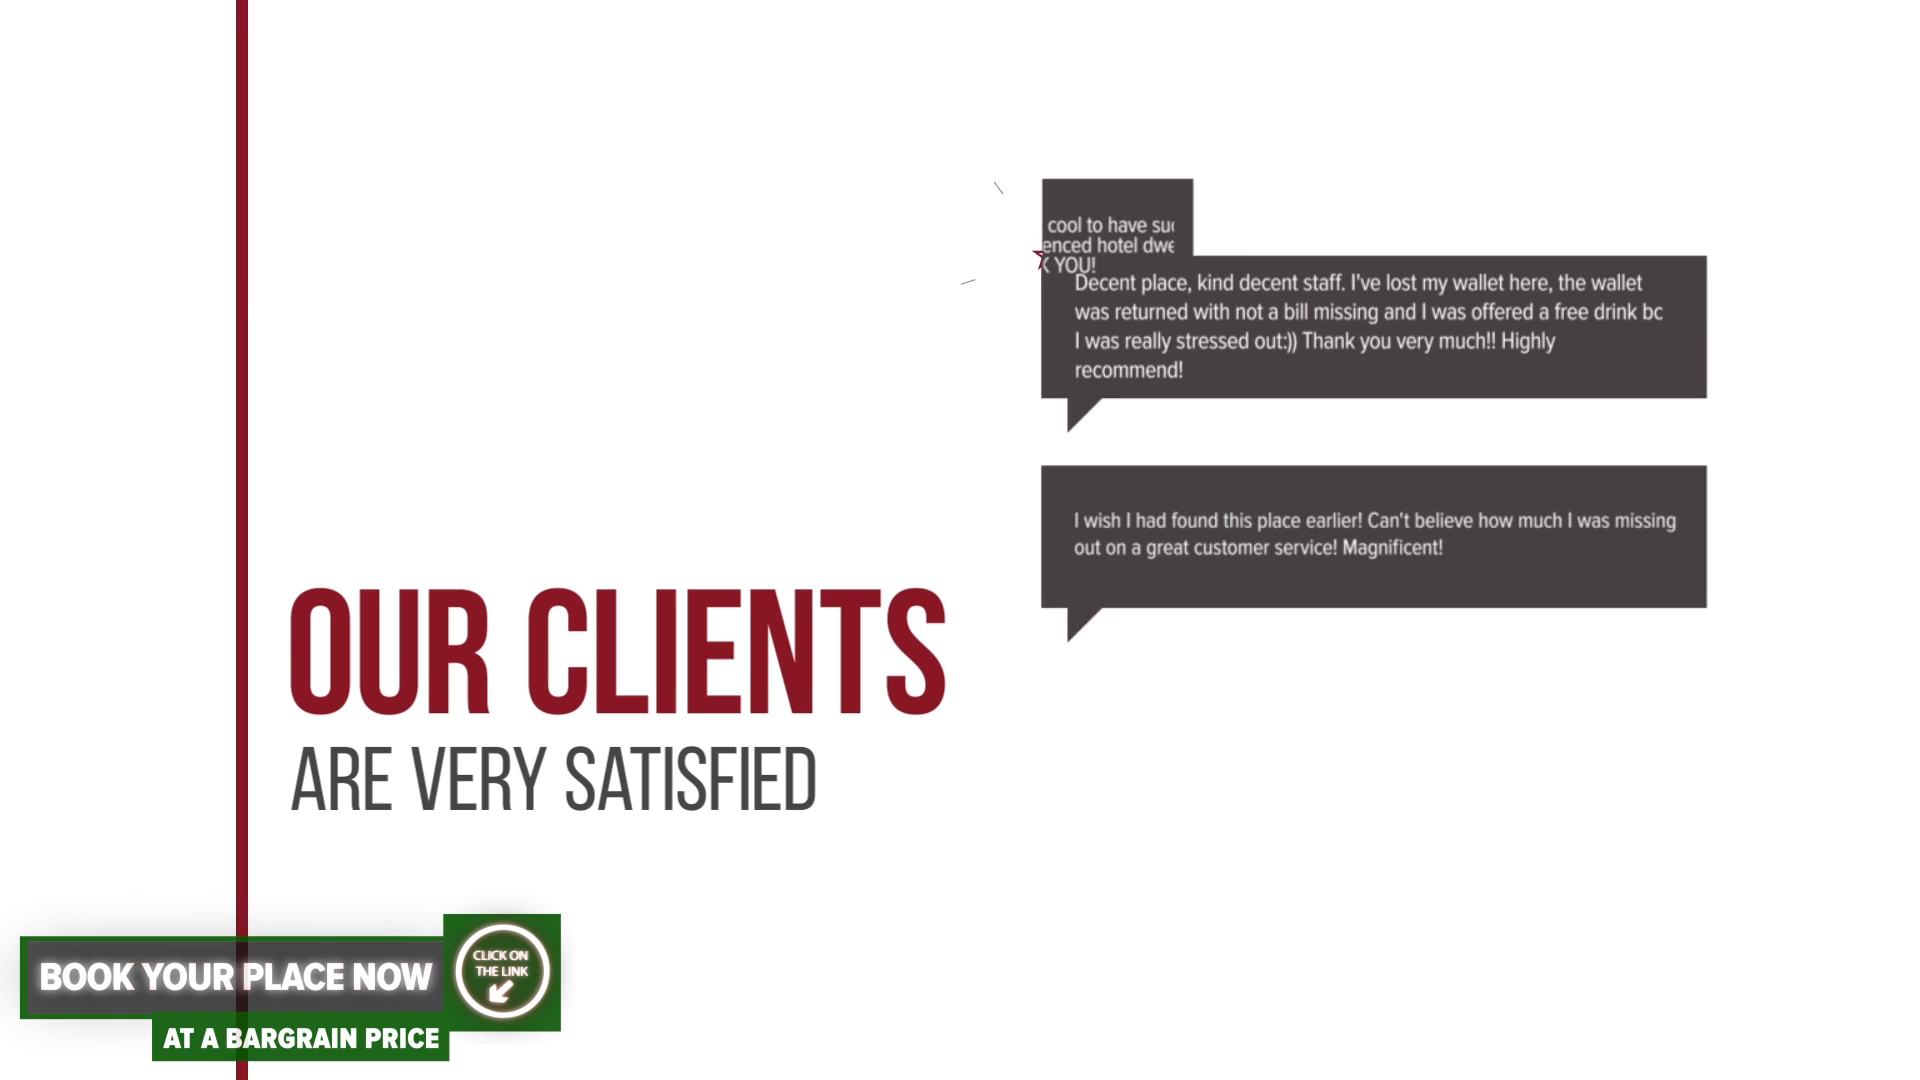 cool to have
hotel
YOU!
Decent place, kind decent staff. I've lost my wallet here, the wallet
was returned with not a bill missing and I was offered a free drink bc
I was really stressed out:)) Thank you very much!! Highly
recommend!
I wish I had found this place earlier! Can't believe how much I was missing
out on a great customer service! Magnificent!
OUR CLIENTS
ARE VERY SATISFIED
BOOK YOUR PLACE NOW
CLICK ON
THE LINK
AT A BARGRAIN PRICE